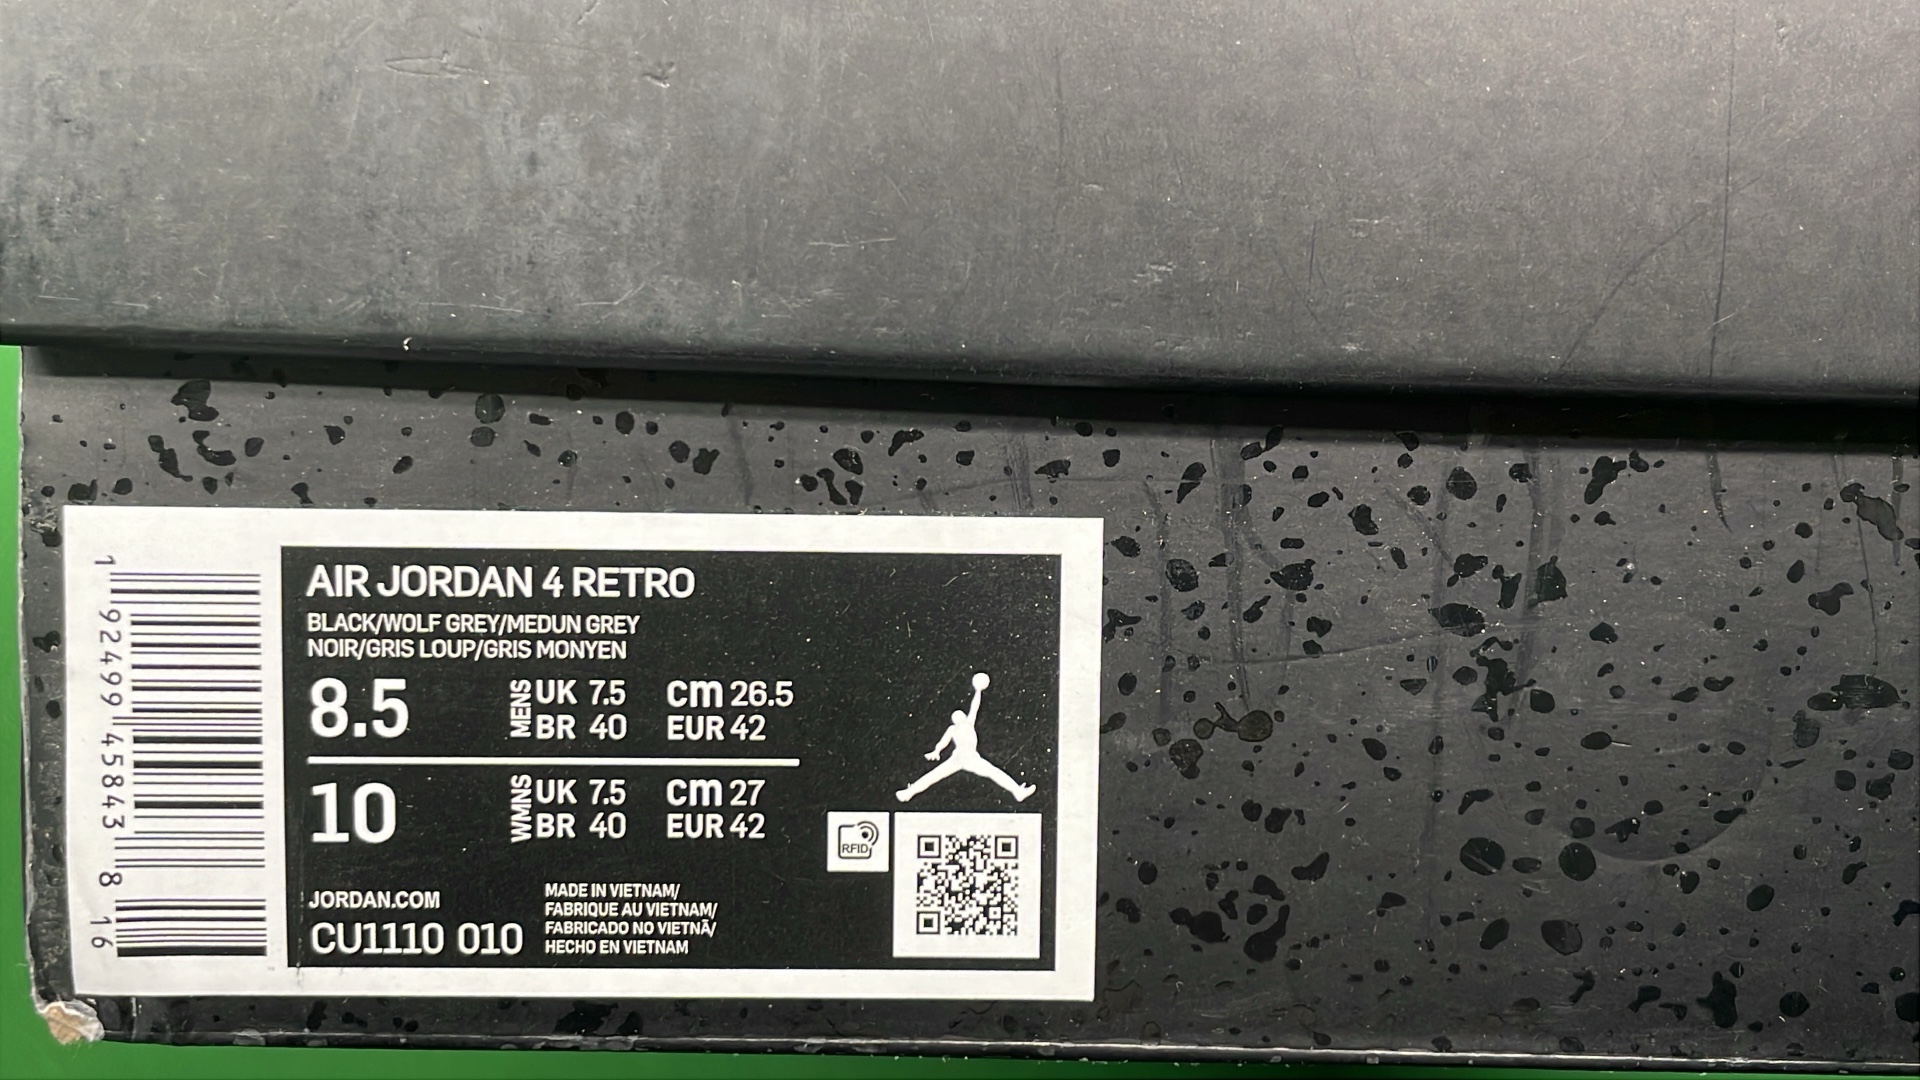 1 92499 45843 8 16
AIR JORDAN 4 RETRO
BLACK/WOLF GREY/MEDUN GREY
NOIR/GRIS LOUP/GRIS MONYEN
8.5 MENS UK 7.5 cm 26.5
BR 40 EUR 42
10 WMNS UK 7.5 cm 27
BR 40 EUR 42
RFID
JORDAN.COM
CU1110 010
MADE IN VIETNAM/
FABRIQUE AU VIETNAM/
FABRICADO NO VIETNÃ/
HECHO EN VIETNAM